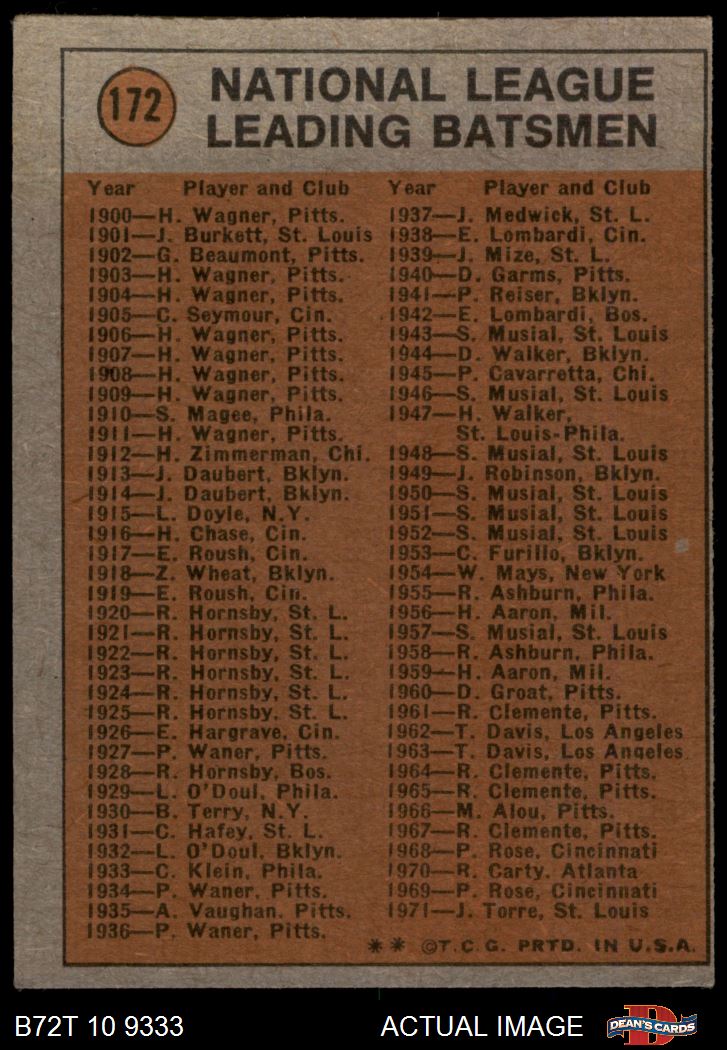 172
NATIONAL LEAGUE
LEADING BATSMEN
Year Player and Club
1900—H. Wagner, Pitts.
1901—J. Burkett, St. Louis
1902—G. Beaumont, Pitts.
1903—H. Wagner, Pitts.
1904—H. Wagner, Pitts.
1905—C. Seymour, Cin.
1906—H. Wagner, Pitts.
1907—H. Wagner, Pitts.
1908—H. Wagner, Pitts.
1909—H. Wagner, Pitts.
1910—S. Magee, Phila.
1911—H. Wagner, Pitts.
1912—H. Zimmerman, Chi.
1913—J. Daubert, Bklyn.
1914—J. Daubert, Bklyn.
1915—L. Doyle, N.Y.
1916—H. Chase, Cin.
1917—E. Roush, Cin.
1918—Z. Wheat, Bklyn.
1919—E. Roush, Cin.
1920—R. Hornsby, St. L.
1921—R. Hornsby, St. L.
1922—R. Hornsby, St. L.
1923—R. Hornsby, St. L.
1924—R. Hornsby, St. L.
1925—R. Hornsby, St. L.
1926—E. Hargrave, Cin.
1927—P. Waner, Pitts.
1928—R. Hornsby, Bos.
1929—L. O'Doul, Phila.
1930—B. Terry, N.Y.
1931—C. Hafey, St. L.
1932—L. O'Doul, Bklyn.
1933—C. Klein, Phila.
1934—P. Waner, Pitts.
1935—A. Vaughan, Pitts.
1936—P. Waner, Pitts.
Year Player and Club
1937—J. Medwick, St. L.
1938—E. Lombardi, Cin.
1939—J. Mize, St. L.
1940—D. Garms, Pitts.
1941—P. Reiser, Bklyn.
1942—E. Lombardi, Bos.
1943—S. Musial, St. Louis
1944—D. Walker, Bklyn.
1945—P. Cavarretta, Chi.
1946—S. Musial, St. Louis
1947—H. Walker,
St. Louis-Phila.
1948—S. Musial, St. Louis
1949—J. Robinson, Bklyn.
1950—S. Musial, St. Louis
1951—S. Musial, St. Louis
1952—S. Musial, St. Louis
1953—C. Furillo, Bklyn.
1954—W. Mays, New York
1955—R. Ashburn, Phila.
1956—H. Aaron, Mil.
1957—S. Musial, St. Louis
1958—R. Ashburn, Phila.
1959—H. Aaron, Mil.
1960—D. Groat, Pitts.
1961—R. Clemente, Pitts.
1962—T. Davis, Los Angeles
1963—T. Davis, Los Angeles
1964—R. Clemente, Pitts.
1965—R. Clemente, Pitts.
1966—M. Alou, Pitts.
1967—R. Clemente, Pitts.
1968—P. Rose, Cincinnati
1970—R. Carty, Atlanta
1969—P. Rose, Cincinnati
1971—J. Torre, St. Louis
** ©T.C.G. PRTD. IN U.S.A.
B72T 10 9333
ACTUAL IMAGE
D
DEAN'S CARDS